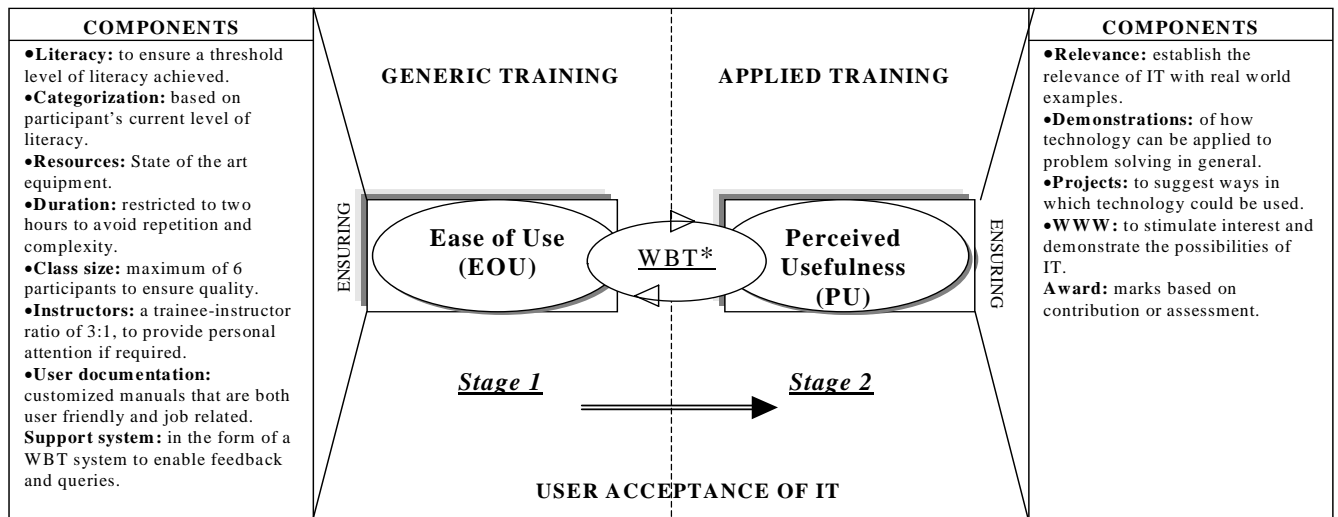 COMPONENTS
•Literacy: to ensure a threshold
level of literacy achieved.
•Categorization: based on
participant's current level of
literacy.
•Resources: State of the art
equipment.
•Duration: restricted to two
hours to avoid repetition and
complexity.
•Class size: maximum of 6
participants to ensure quality.
•Instructors: a trainee-instructor
ratio of 3:1, to provide personal
attention if required.
•User documentation:
customized manuals that are both
user friendly and job related.
Support system: in the form of a
WBT system to enable feedback
and queries.
GENERIC TRAINING
APPLIED TRAINING
ENSURING
Ease of Use
(EOU)
WBT*
Perceived
Usefulness
(PU)
ENSURING
Stage 1
Stage 2
USER ACCEPTANCE OF IT
COMPONENTS
•Relevance: establish the
relevance of IT with real world
examples.
•Demonstrations: of how
technology can be applied to
problem solving in general.
•Projects: to suggest ways in
which technology could be used.
•WWW: to stimulate interest and
demonstrate the possibilities of
IT.
Award: marks based on
contribution or assessment.